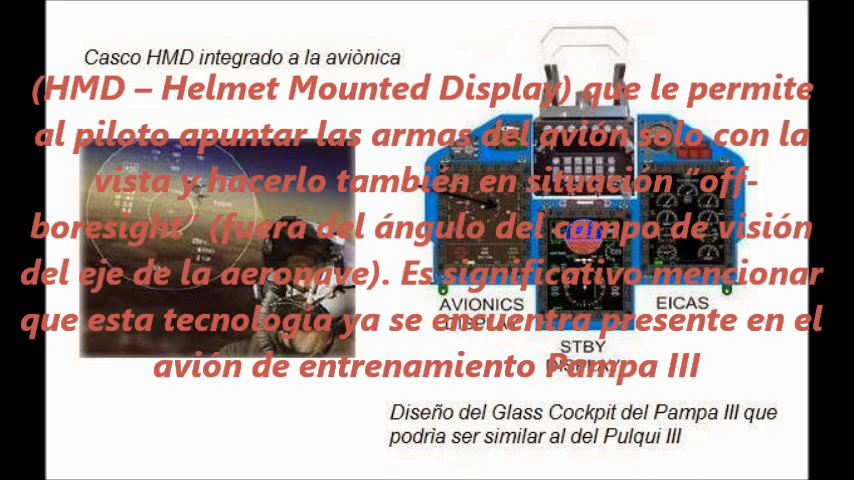 Casco HMD integrado a la aviònica
(HMD – Helmet Mounted Display) que le permite
al piloto apuntar las armas del avión solo con la
vista y hacerlo también en situación “off-
boresight” (fuera del ángulo del campo de visión
del eje de la aeronave). Es significativo mencionar
que esta tecnología ya se encuentra presente en el
avión de entrenamiento Pampa III
AVIONICS
DISPLAY
EICAS
STBY
DISPLAY
Diseño del Glass Cockpit del Pampa III que
podrìa ser similar al del Pulqui III